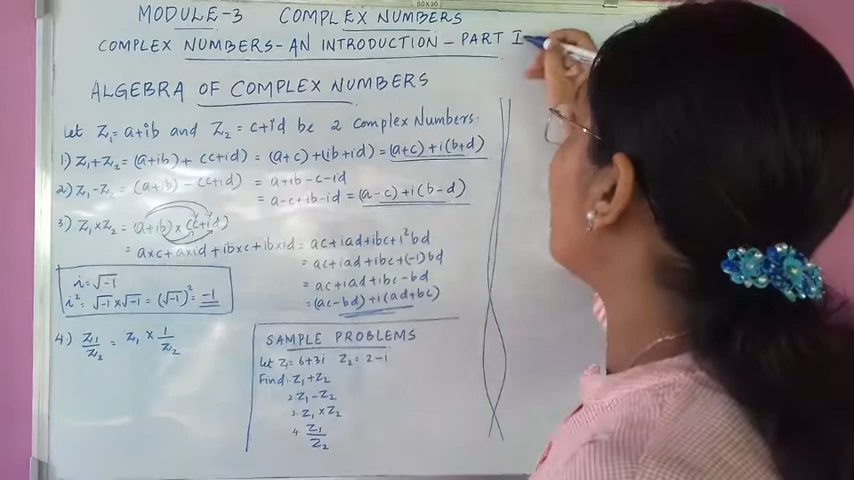 60X30
MODULE-3 COMPLEX NUMBERS
COMPLEX NUMBERS-AN INTRODUCTION - PART I
ALGEBRA OF COMPLEX NUMBERS
Let Z₁=a+ib and Z₂=c+id be 2 complex Numbers.
1) Z₁+Z₂=(a+ib)+(c+id) = (a+c)+(ib+id)=(a+c)+i(b+d)
2) Z₁-Z₂=(a+ib)-(c+id) = a+ib-c-id
= a-c+ib-id=(a-c)+i(b-d)
3) Z₁×Z₂=(a+ib)×(c+id)
= a×c+a×id+ib×c+ib×id= ac+iad+ibc+i²bd
= ac+iad+ibc+(-1)bd
= ac+iad+ibc-bd
=(ac-bd)+i(ad+bc)
i=√-1
i²=√-1×√-1=(√-1)²=-1
4) Z₁/Z₂ = Z₁ × 1/Z₂
SAMPLE PROBLEMS
Let Z₁=6+3i Z₂=2-i
Find 1. Z₁+Z₂
2. Z₁-Z₂
3. Z₁×Z₂
4. Z₁/Z₂